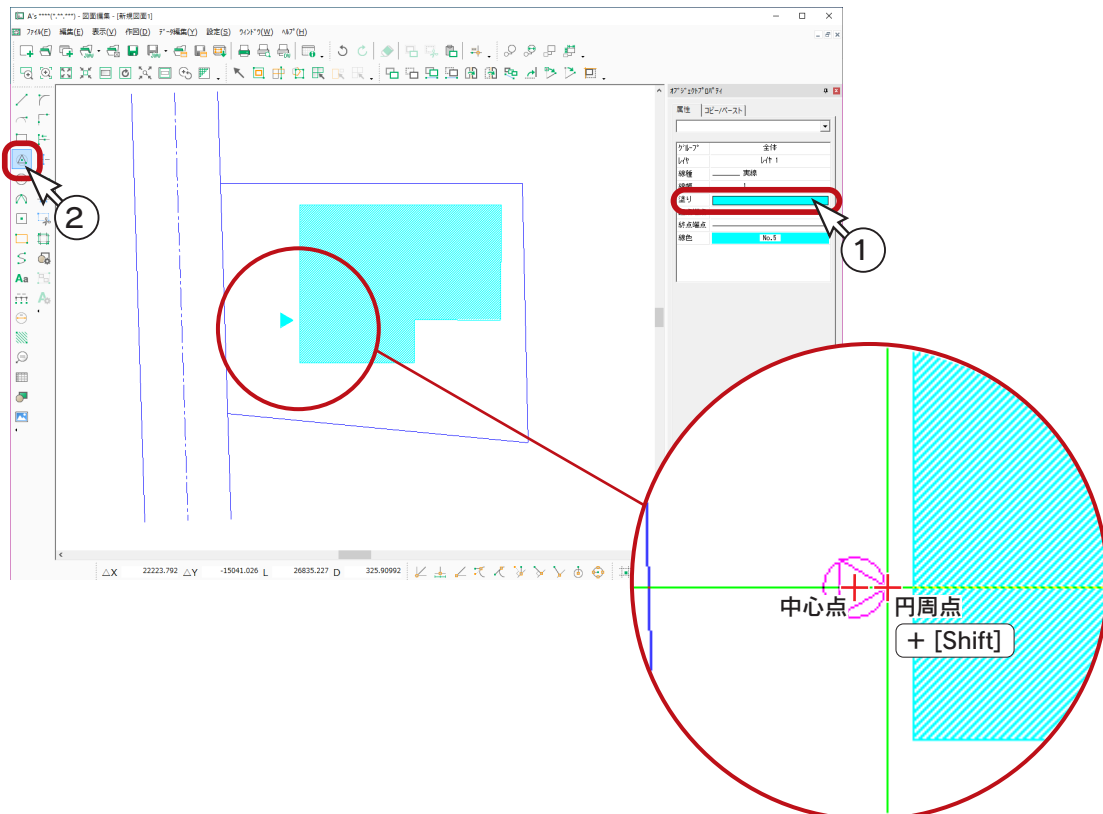 A's ****(*.**.***) - 図面編集 - [新規図面1]
ﾌｧｲﾙ(F) 編集(E) 表示(V) 作図(D) ﾃﾞｰﾀ編集(Y) 設定(S) ｳｨﾝﾄﾞｳ(W) ﾍﾙﾌﾟ(H)
ｵﾌﾞｼﾞｪｸﾄﾌﾟﾛﾊﾟﾃｨ
属性 ｺﾋﾟｰ/ﾍﾟｰｽﾄ
ｸﾞﾙｰﾌﾟ 全体
ﾚｲﾔ ﾚｲﾔ 1
線種 実線
塗り
終点端点
線色 No.5
①
②
Aa
△X 22223.792 △Y -15041.026 L 26835.227 D 325.90992
中心点
円周点
+ [Shift]